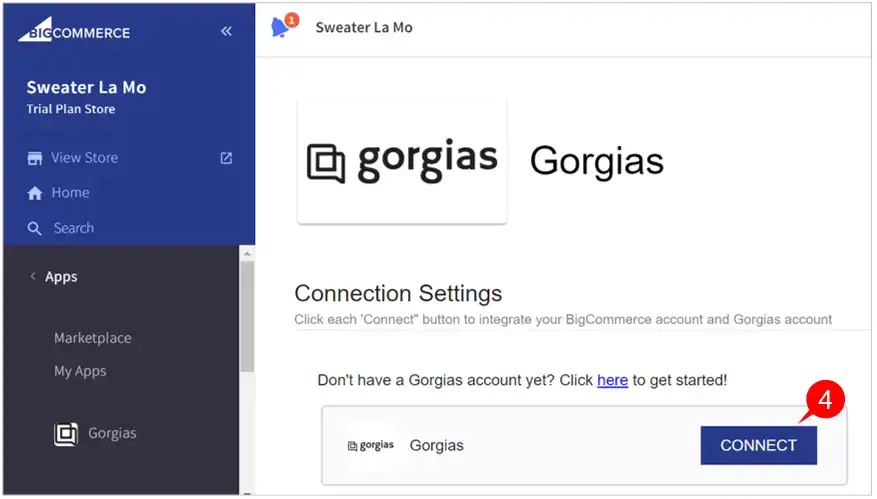 BIGCOMMERCE
«
Sweater La Mo
Trial Plan Store
View Store
Home
Search
Apps
Marketplace
My Apps
Gorgias
1
Sweater La Mo
gorgias
Gorgias
Connection Settings
Click each 'Connect" button to integrate your BigCommerce account and Gorgias account
Don't have a Gorgias account yet? Click here to get started!
4
gorgias
Gorgias
CONNECT